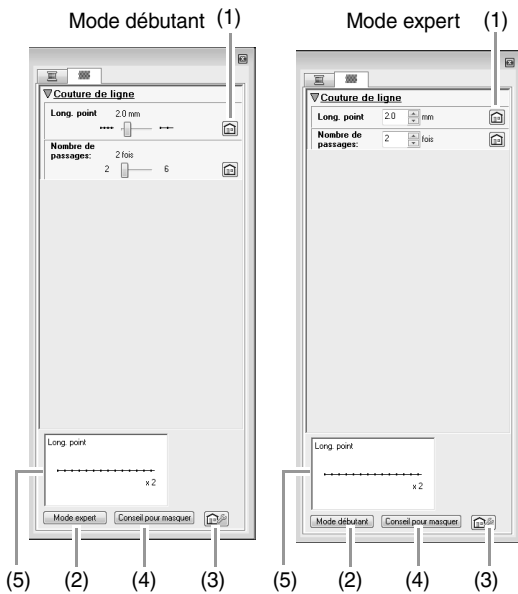 Mode débutant (1)
Couture de ligne
Long. point 2.0 mm
Nombre de
passages: 2 fois
2 6
Long. point
x 2
Mode expert Conseil pour masquer
(5) (2) (4) (3)
Mode expert (1)
Couture de ligne
Long. point 2.0 mm
Nombre de
passages: 2 fois
Long. point
x 2
Mode débutant Conseil pour masquer
(5) (2) (4) (3)